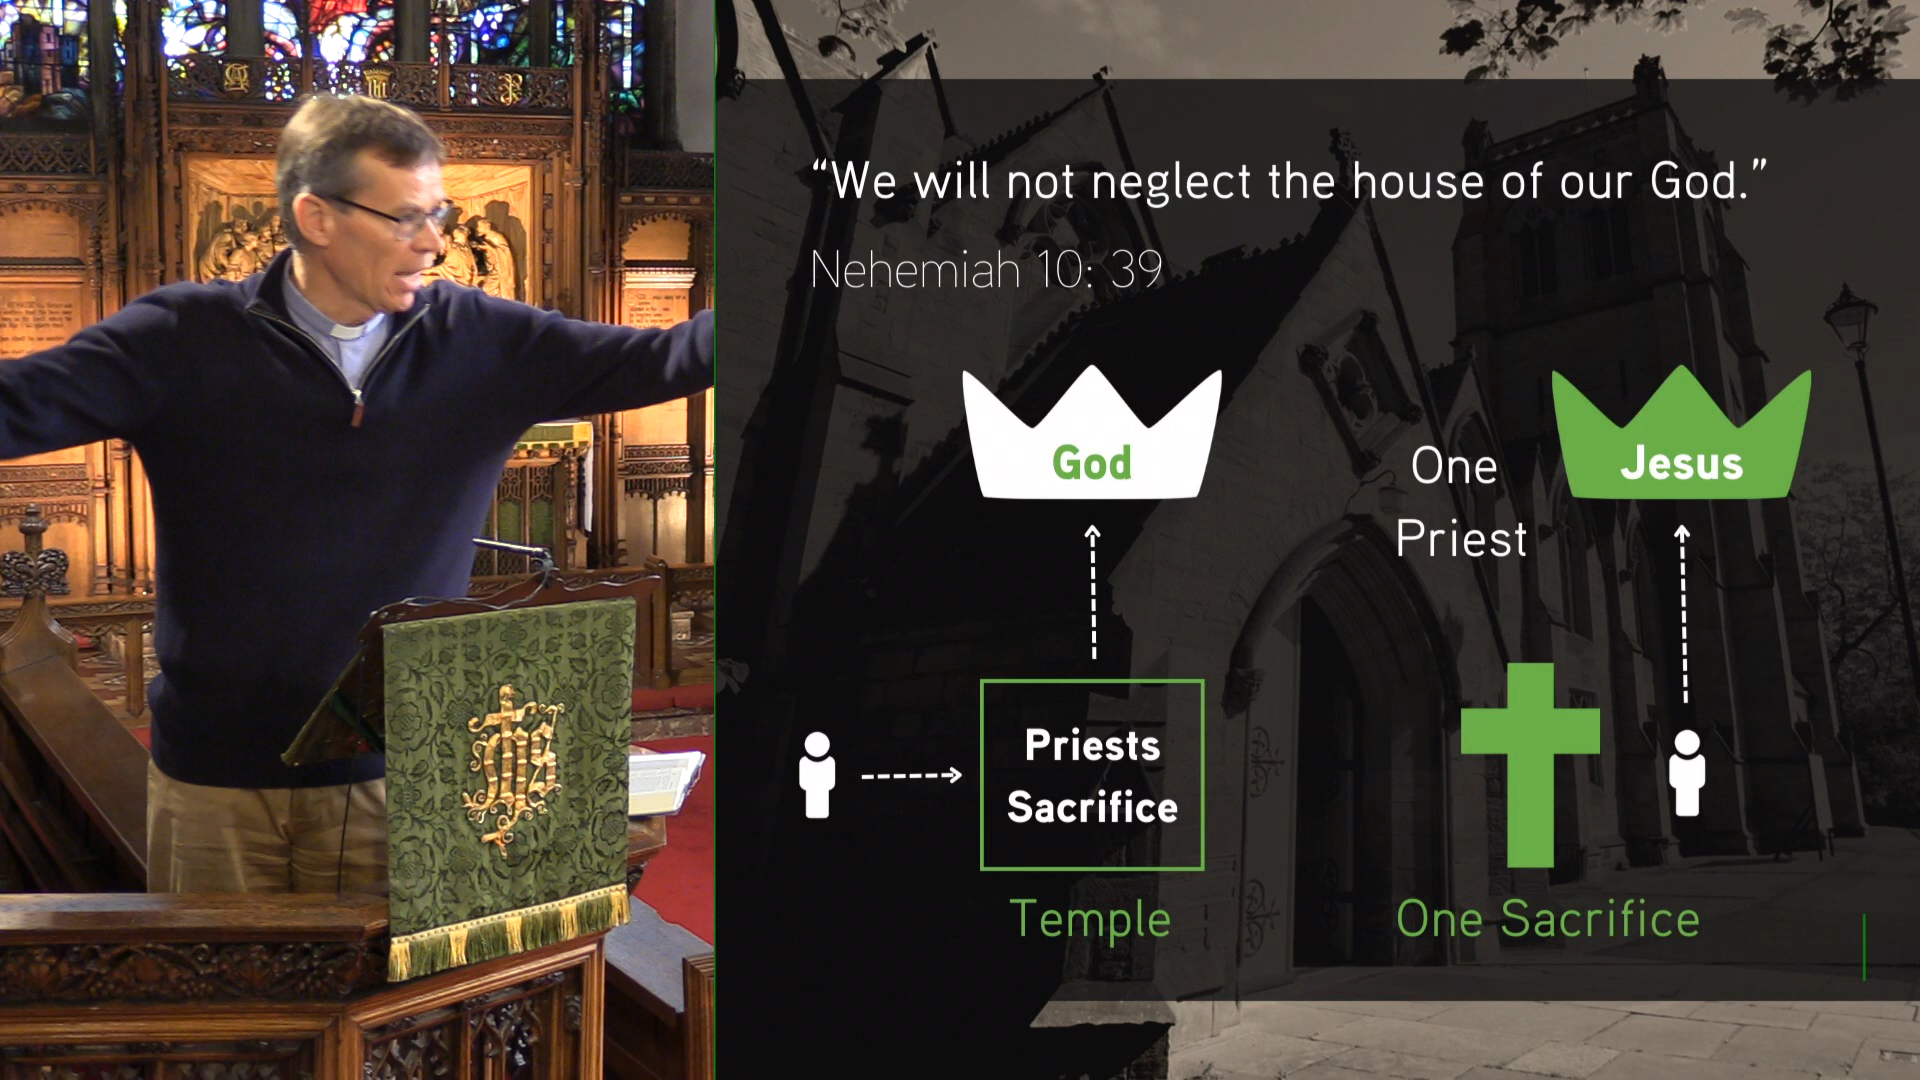 “We will not neglect the house of our God.”
Nehemiah 10: 39
God
One
Priest
Jesus
Priests
Sacrifice
Temple
One Sacrifice
IHS